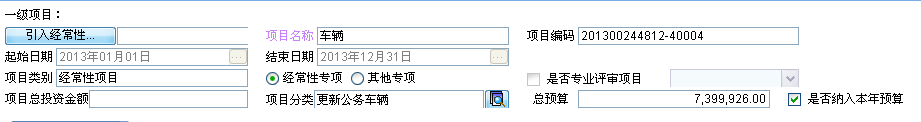 一级项目：
引入经常性... 项目名称 车辆 项目编码 201300244812-40004
起始日期 2013年01月01日 ... 结束日期 2013年12月31日 ...
项目类别 经常性项目 经常性专项 其他专项 是否专业评审项目
项目总投资金额 项目分类 更新公务车辆 总预算 7,399,926.00 是否纳入本年预算